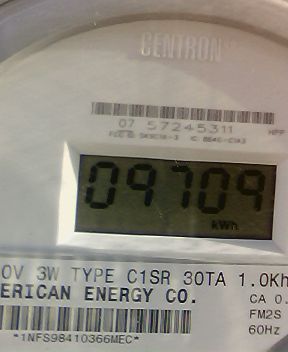 CENTRON
07 57245311
09709
kWh
0V 3W TYPE C1SR 30TA 1.0Kh
ERICAN ENERGY CO.
CA 0.
FM2S
60Hz
*1NFS98410366MEC*